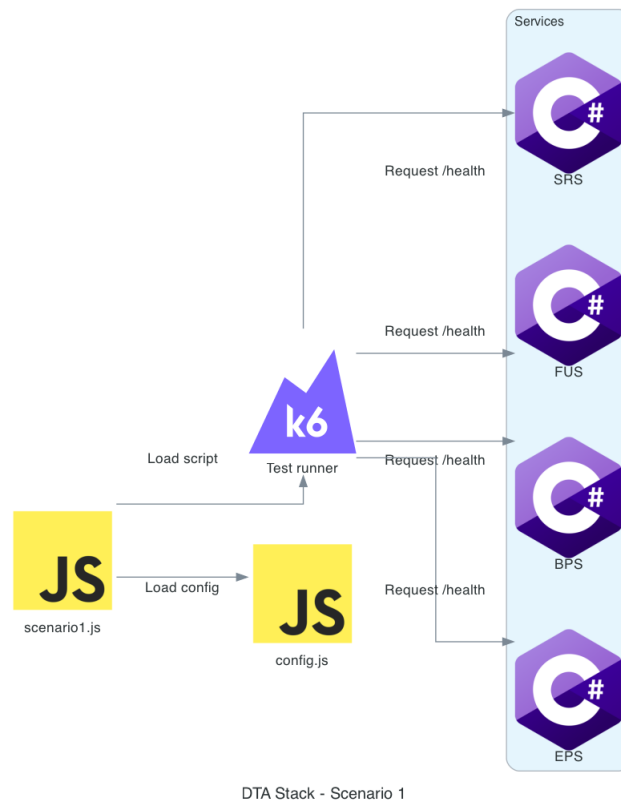 Services
C#
SRS
Request /health
C#
FUS
Request /health
k6
Test runner
Request /health
C#
BPS
Load script
JS
scenario1.js
Load config
JS
config.js
Request /health
C#
EPS
DTA Stack - Scenario 1